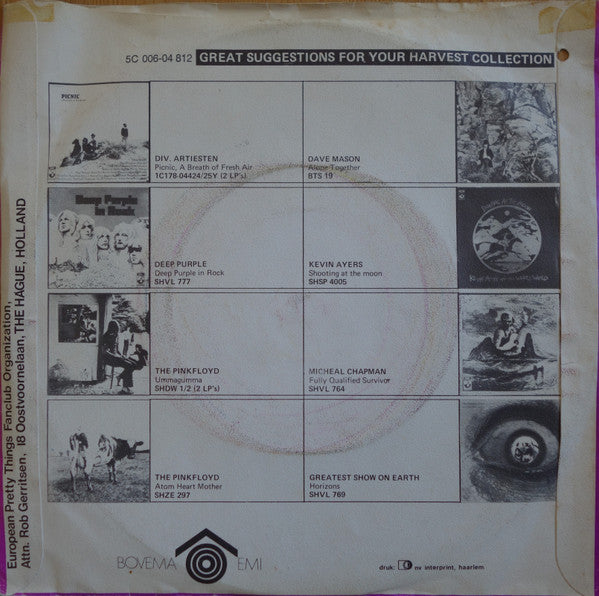 5C 006-04 812 GREAT SUGGESTIONS FOR YOUR HARVEST COLLECTION
PICNIC
DIV. ARTIESTEN
Picnic, A Breath of Fresh Air
1C178-04424/25Y (2 LP's)
DAVE MASON
Alone Together
BTS 19
Deep Purple
in Rock
DEEP PURPLE
Deep Purple in Rock
SHVL 777
KEVIN AYERS
Shooting at the moon
SHSP 4005
THE PINKFLOYD
Ummagumma
SHDW 1/2 (2 LP's)
MICHEAL CHAPMAN
Fully Qualified Survivor
SHVL 764
THE PINKFLOYD
Atom Heart Mother
SHZE 297
GREATEST SHOW ON EARTH
Horizons
SHVL 769
European Pretty Things Fanclub Organization,
Attn. Rob Gerritsen, 18 Oostvoornelaan, THE HAGUE, HOLLAND
BOVEMA EMI
druk: nv interprint, haarlem